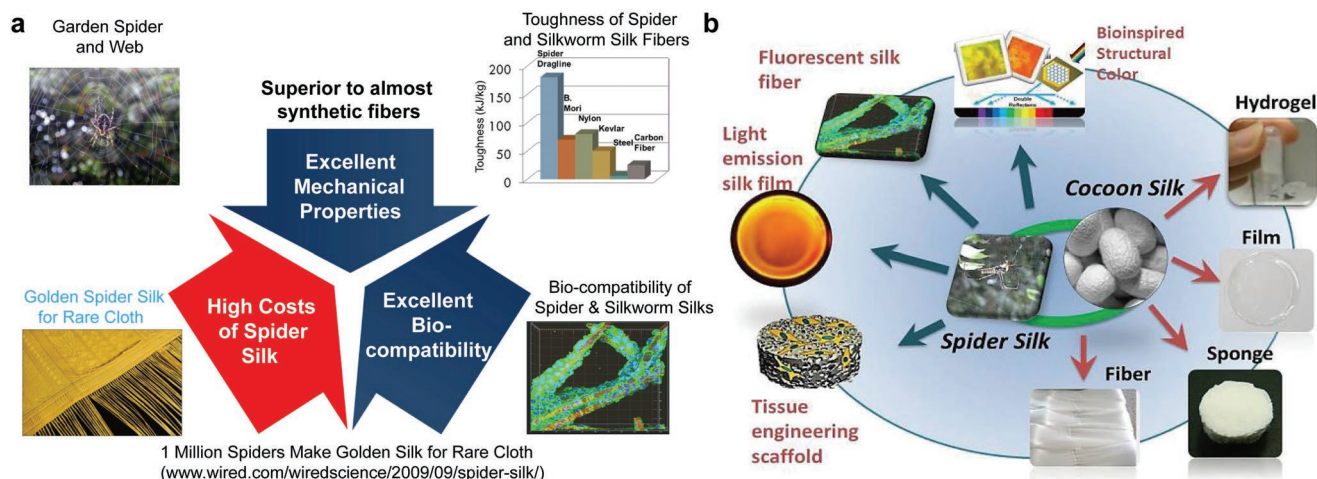 a
Garden Spider
and Web
Superior to almost
synthetic fibers
Excellent
Mechanical
Properties
High Costs
of Spider
Silk
Excellent
Bio-
compatibility
Toughness of Spider
and Silkworm Silk Fibers
Toughness (kJ/kg)
200
150
100
50
0
Spider
Dragline
B.
Mori
Nylon
Kevlar
Steel
Carbon
Fiber
Golden Spider Silk
for Rare Cloth
Bio-compatibility of
Spider & Silkworm Silks
1 Million Spiders Make Golden Silk for Rare Cloth
(www.wired.com/wiredscience/2009/09/spider-silk/)
b
Fluorescent silk
fiber
Bioinspired
Structural
Color
Double
Reflections
Light
emission
silk film
Tissue
engineering
scaffold
Spider Silk
Cocoon Silk
Hydrogel
Film
Sponge
Fiber